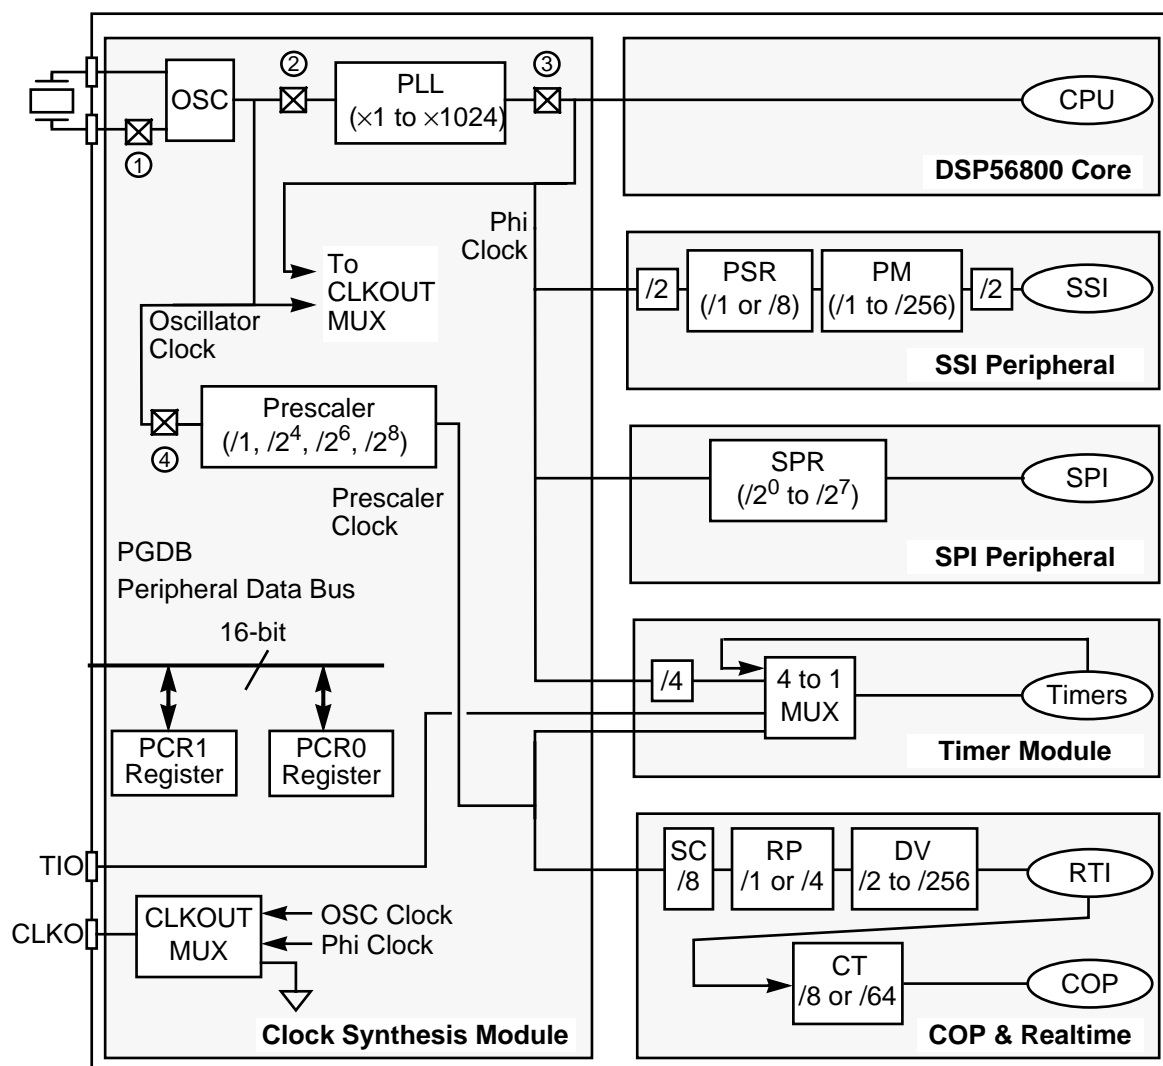 OSC
①
②
PLL
(×1 to ×1024)
③
CPU
DSP56800 Core
Phi
Clock
To
CLKOUT
MUX
Oscillator
Clock
/2
PSR
(/1 or /8)
PM
(/1 to /256)
/2
SSI
SSI Peripheral
④
Prescaler
(/1, /2⁴, /2⁶, /2⁸)
Prescaler
Clock
SPR
(/2⁰ to /2⁷)
SPI
SPI Peripheral
PGDB
Peripheral Data Bus
16-bit
PCR1
Register
PCR0
Register
/4
4 to 1
MUX
Timers
Timer Module
TIO
CLKO
CLKOUT
MUX
OSC Clock
Phi Clock
Clock Synthesis Module
SC
/8
RP
/1 or /4
DV
/2 to /256
RTI
CT
/8 or /64
COP
COP & Realtime